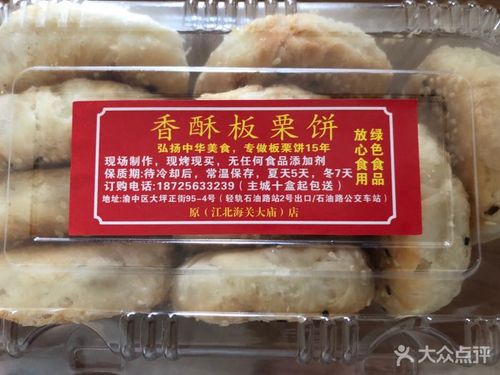 香酥板栗饼
弘扬中华美食，专做板栗饼15年
现场制作，现烤现买，无任何食品添加剂
保质期:待冷却后，常温保存，夏天5天，冬7天
订购电话:18725633239（主城十盒起包送）
地址:渝中区大坪正街95-4号（轻轨石油路站2号出口/石油路公交车站）
原（江北海关大庙）店
绿色食品
放心食用
大众点评